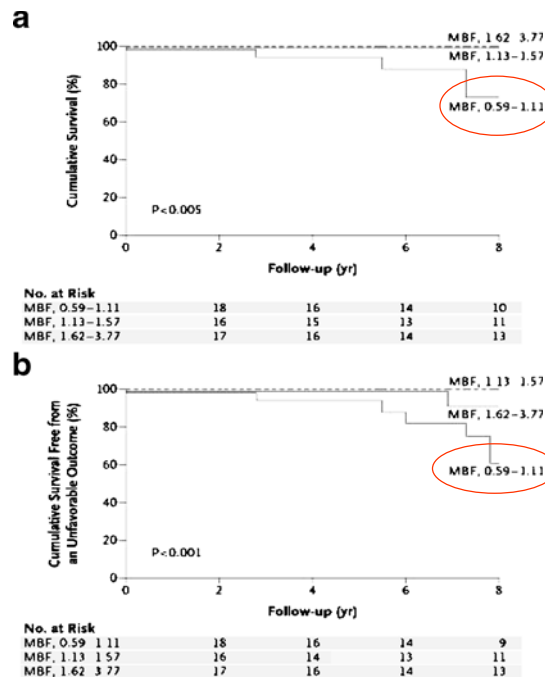 a
MBF, 1.62–3.77
MBF, 1.13–1.57
MBF, 0.59–1.11
Cumulative Survival (%)
100
80
60
40
20
0
P<0.005
0 2 4 6 8
Follow-up (yr)
No. at Risk
MBF, 0.59–1.11 18 16 14 10
MBF, 1.13–1.57 16 15 13 11
MBF, 1.62–3.77 17 16 14 13
b
MBF, 1.13 1.57
MBF, 1.62–3.77
MBF, 0.59–1.11
Cumulative Survival Free from
an Unfavorable Outcome (%)
100
80
60
40
20
0
P<0.001
0 2 4 6 8
Follow-up (yr)
No. at Risk
MBF, 0.59 1.11 18 16 14 9
MBF, 1.13 1.57 16 14 13 11
MBF, 1.62 3.77 17 16 14 13